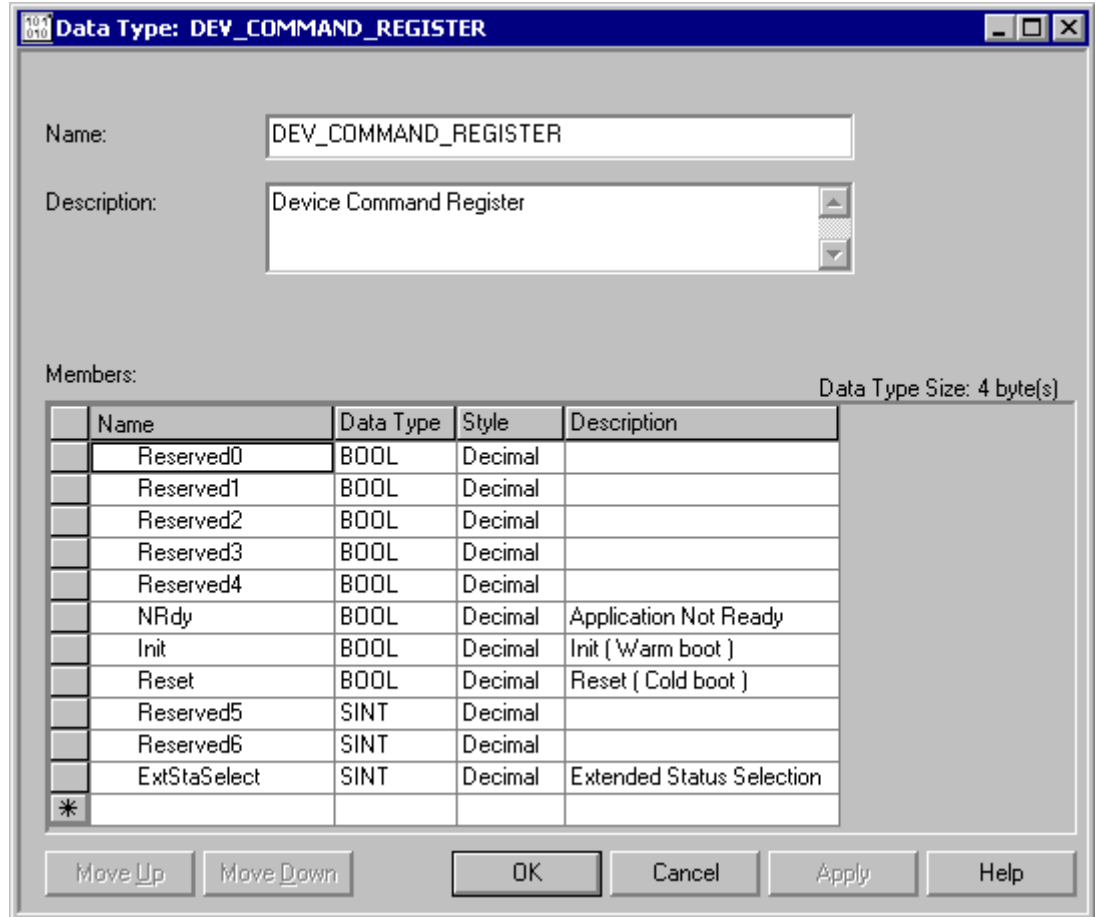 Data Type: DEV_COMMAND_REGISTER
Name: DEV_COMMAND_REGISTER
Description: Device Command Register
Members:
Data Type Size: 4 byte(s)
Name Data Type Style Description
Reserved0 BOOL Decimal
Reserved1 BOOL Decimal
Reserved2 BOOL Decimal
Reserved3 BOOL Decimal
Reserved4 BOOL Decimal
NRdy BOOL Decimal Application Not Ready
Init BOOL Decimal Init ( Warm boot )
Reset BOOL Decimal Reset ( Cold boot )
Reserved5 SINT Decimal
Reserved6 SINT Decimal
ExtStaSelect SINT Decimal Extended Status Selection
Move Up Move Down OK Cancel Apply Help